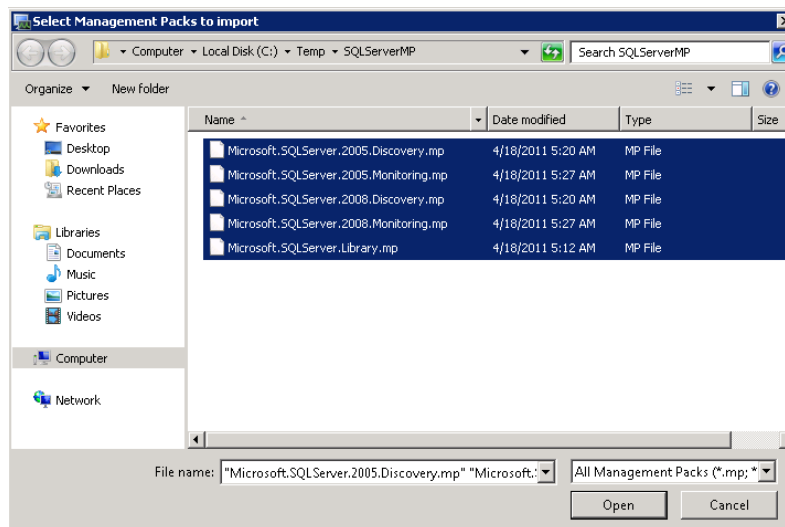 Select Management Packs to import
Computer Local Disk (C:) Temp SQLServerMP Search SQLServerMP
Organize New folder
Favorites
Desktop
Downloads
Recent Places
Libraries
Documents
Music
Pictures
Videos
Computer
Network
Name Date modified Type Size
Microsoft.SQLServer.2005.Discovery.mp 4/18/2011 5:20 AM MP File
Microsoft.SQLServer.2005.Monitoring.mp 4/18/2011 5:27 AM MP File
Microsoft.SQLServer.2008.Discovery.mp 4/18/2011 5:20 AM MP File
Microsoft.SQLServer.2008.Monitoring.mp 4/18/2011 5:27 AM MP File
Microsoft.SQLServer.Library.mp 4/18/2011 5:12 AM MP File
File name: "Microsoft.SQLServer.2005.Discovery.mp" "Microsoft. All Management Packs (*.mp; *
Open Cancel